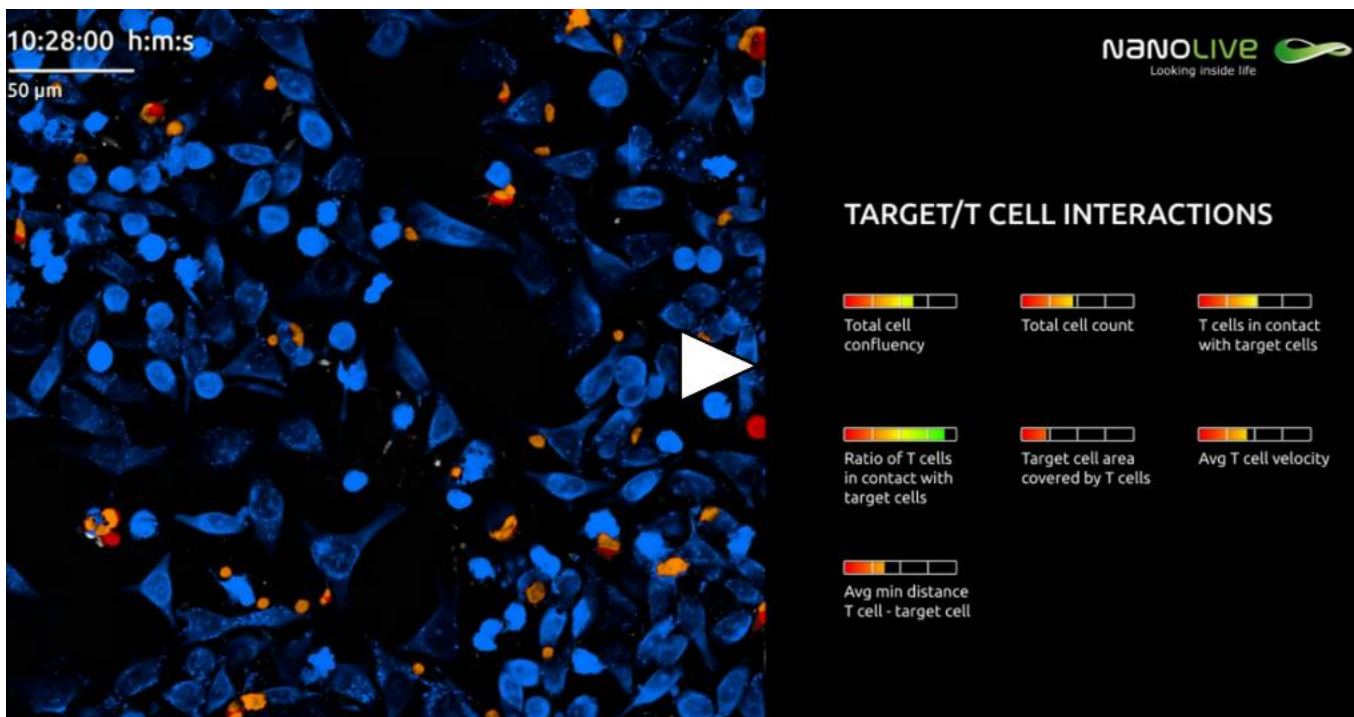 10:28:00 h:m:s
50 µm
NANOLIVE
Looking inside life
TARGET/T CELL INTERACTIONS
Total cell
confluency
Total cell count
T cells in contact
with target cells
Ratio of T cells
in contact with
target cells
Target cell area
covered by T cells
Avg T cell velocity
Avg min distance
T cell - target cell